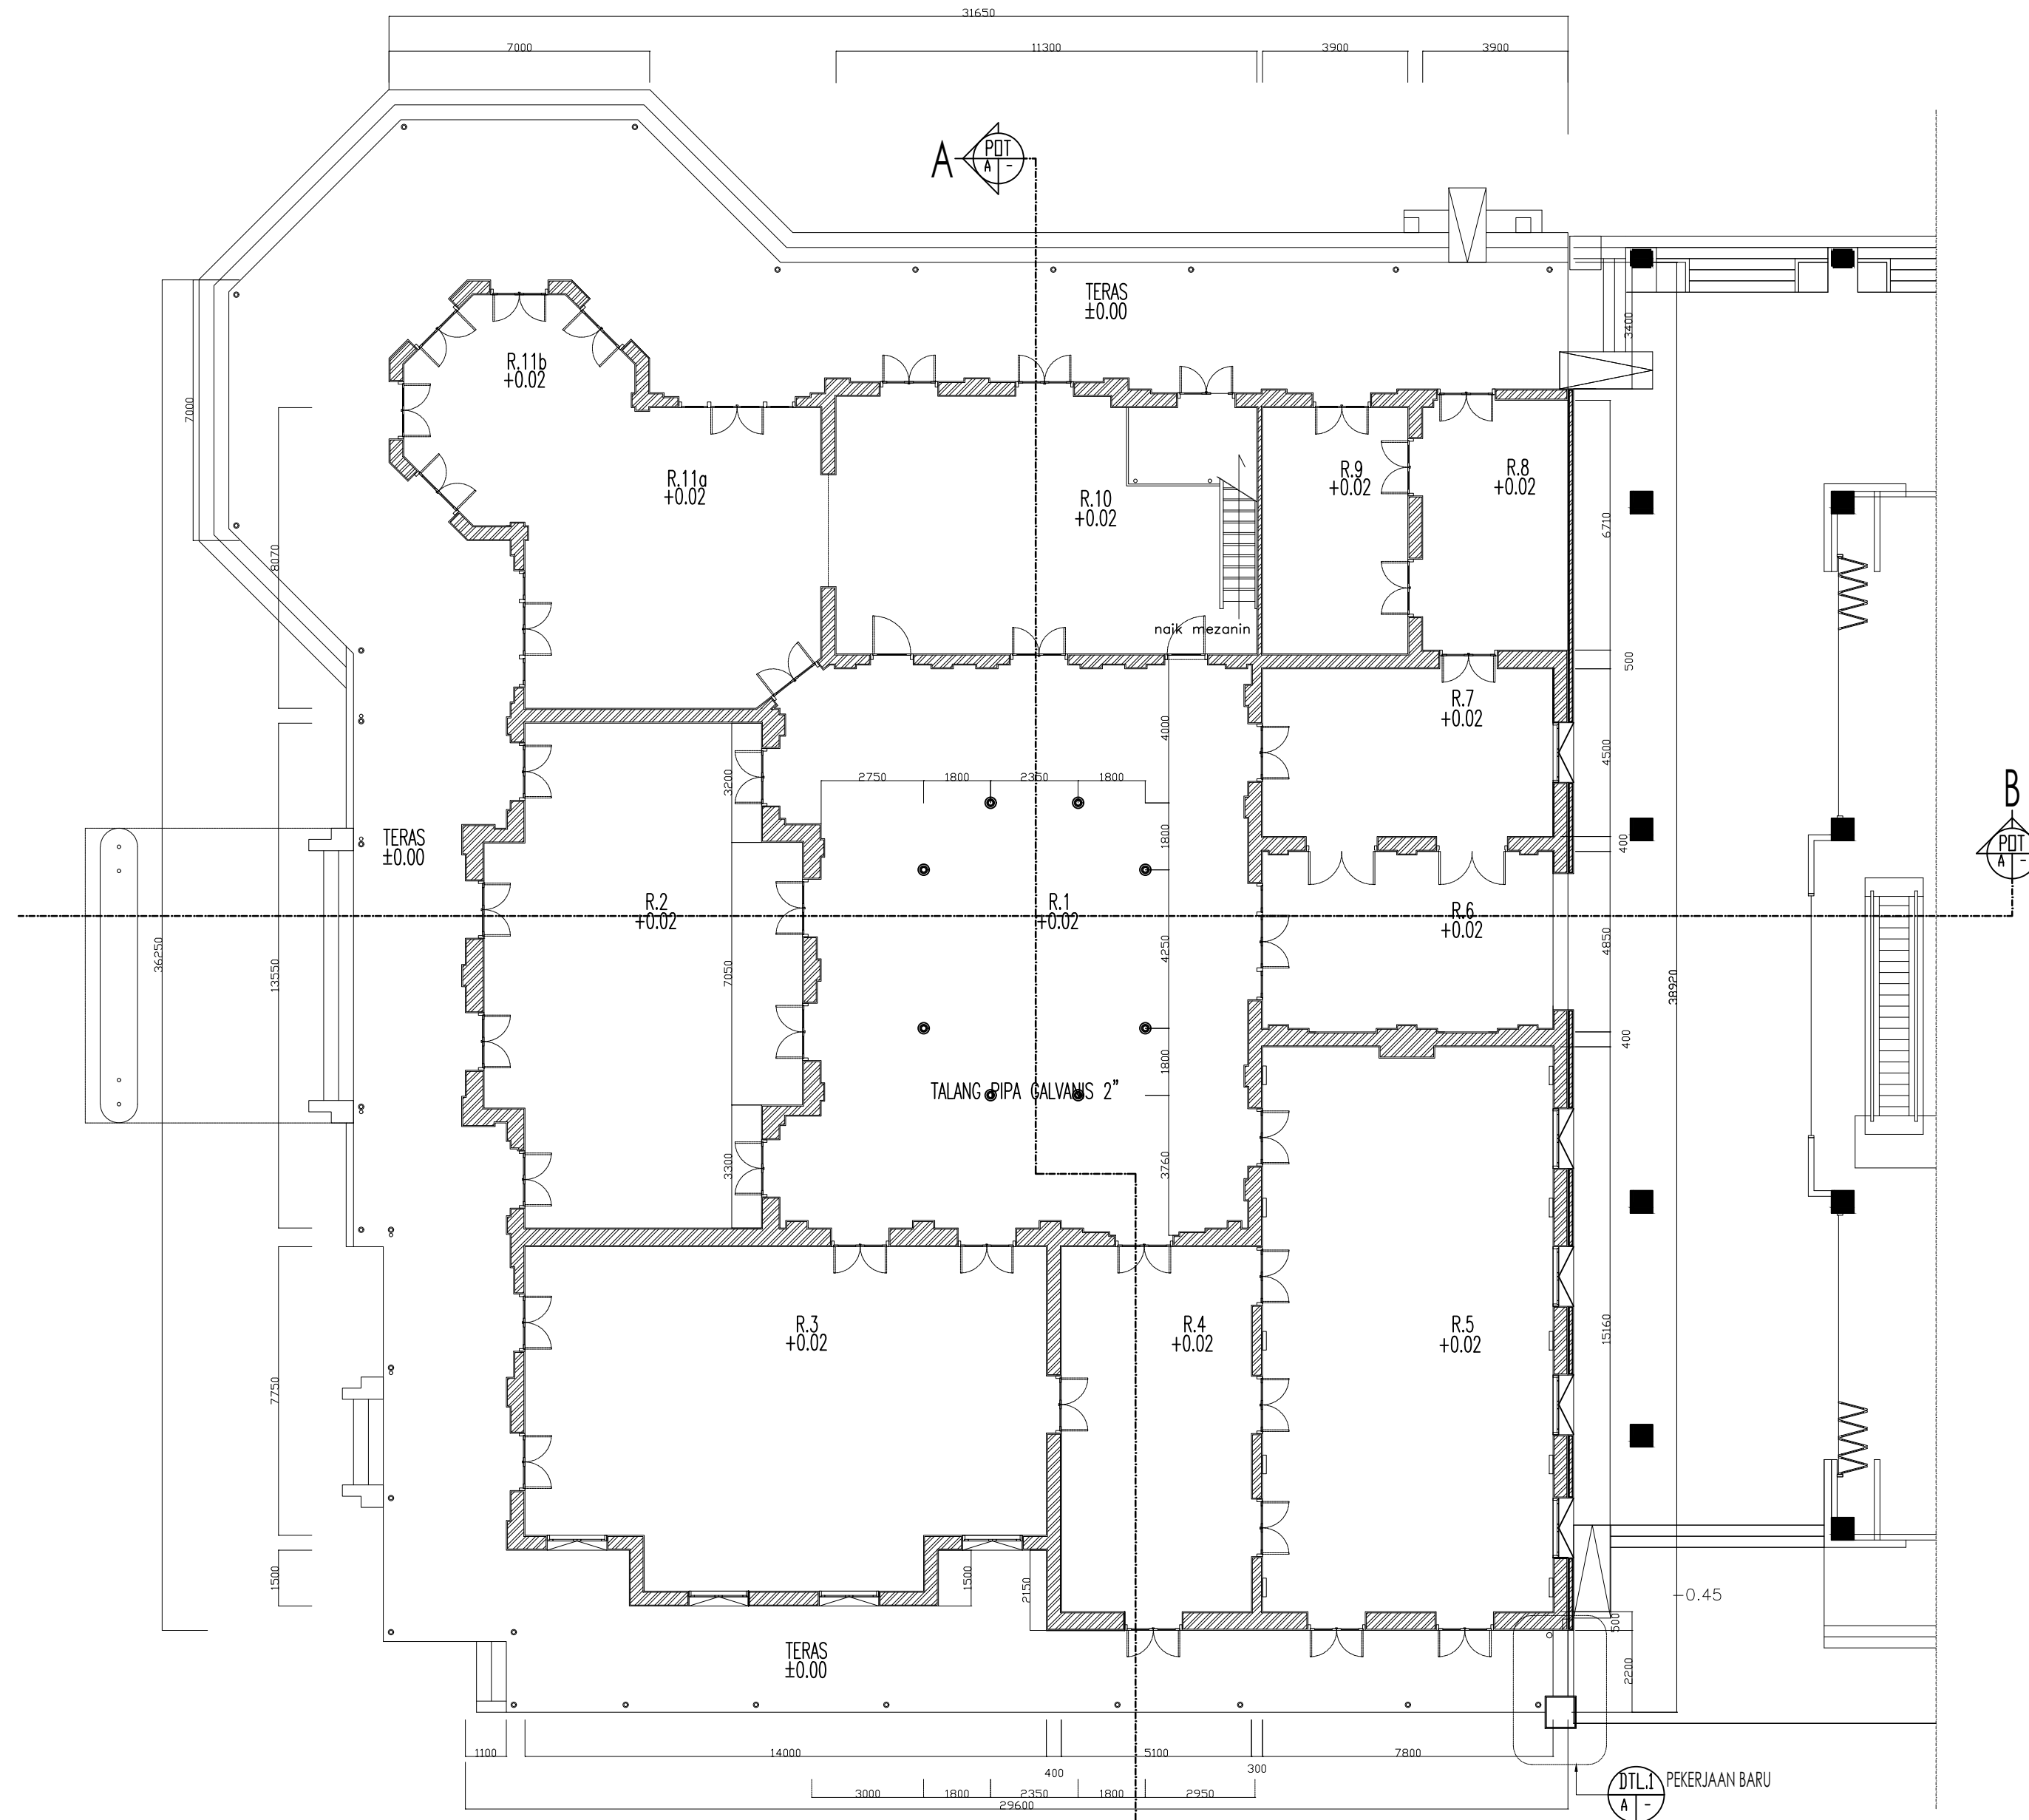 31650
7000
11300
3900
3900
A
POT
A -
TERAS
±0.00
3400
R.11b
+0.02
7000
R.11a
+0.02
R.10
+0.02
R.9
+0.02
R.8
+0.02
6710
8070
naik mezanin
500
R.7
+0.02
4000
4500
3200
2750
1800
2350
1800
B
POT
A -
TERAS
±0.00
1800
400
R.2
+0.02
R.1
+0.02
R.6
+0.02
36250
13550
7050
4250
4850
38920
400
1800
TALANG PIPA GALVANIS 2"
3300
3760
R.3
+0.02
R.4
+0.02
R.5
+0.02
15160
7750
1500
1500
2150
-0.45
500
TERAS
±0.00
2200
1100
14000
5100
7800
400
300
3000
1800
2350
1800
2950
29600
DTL.1
A -
PEKERJAAN BARU